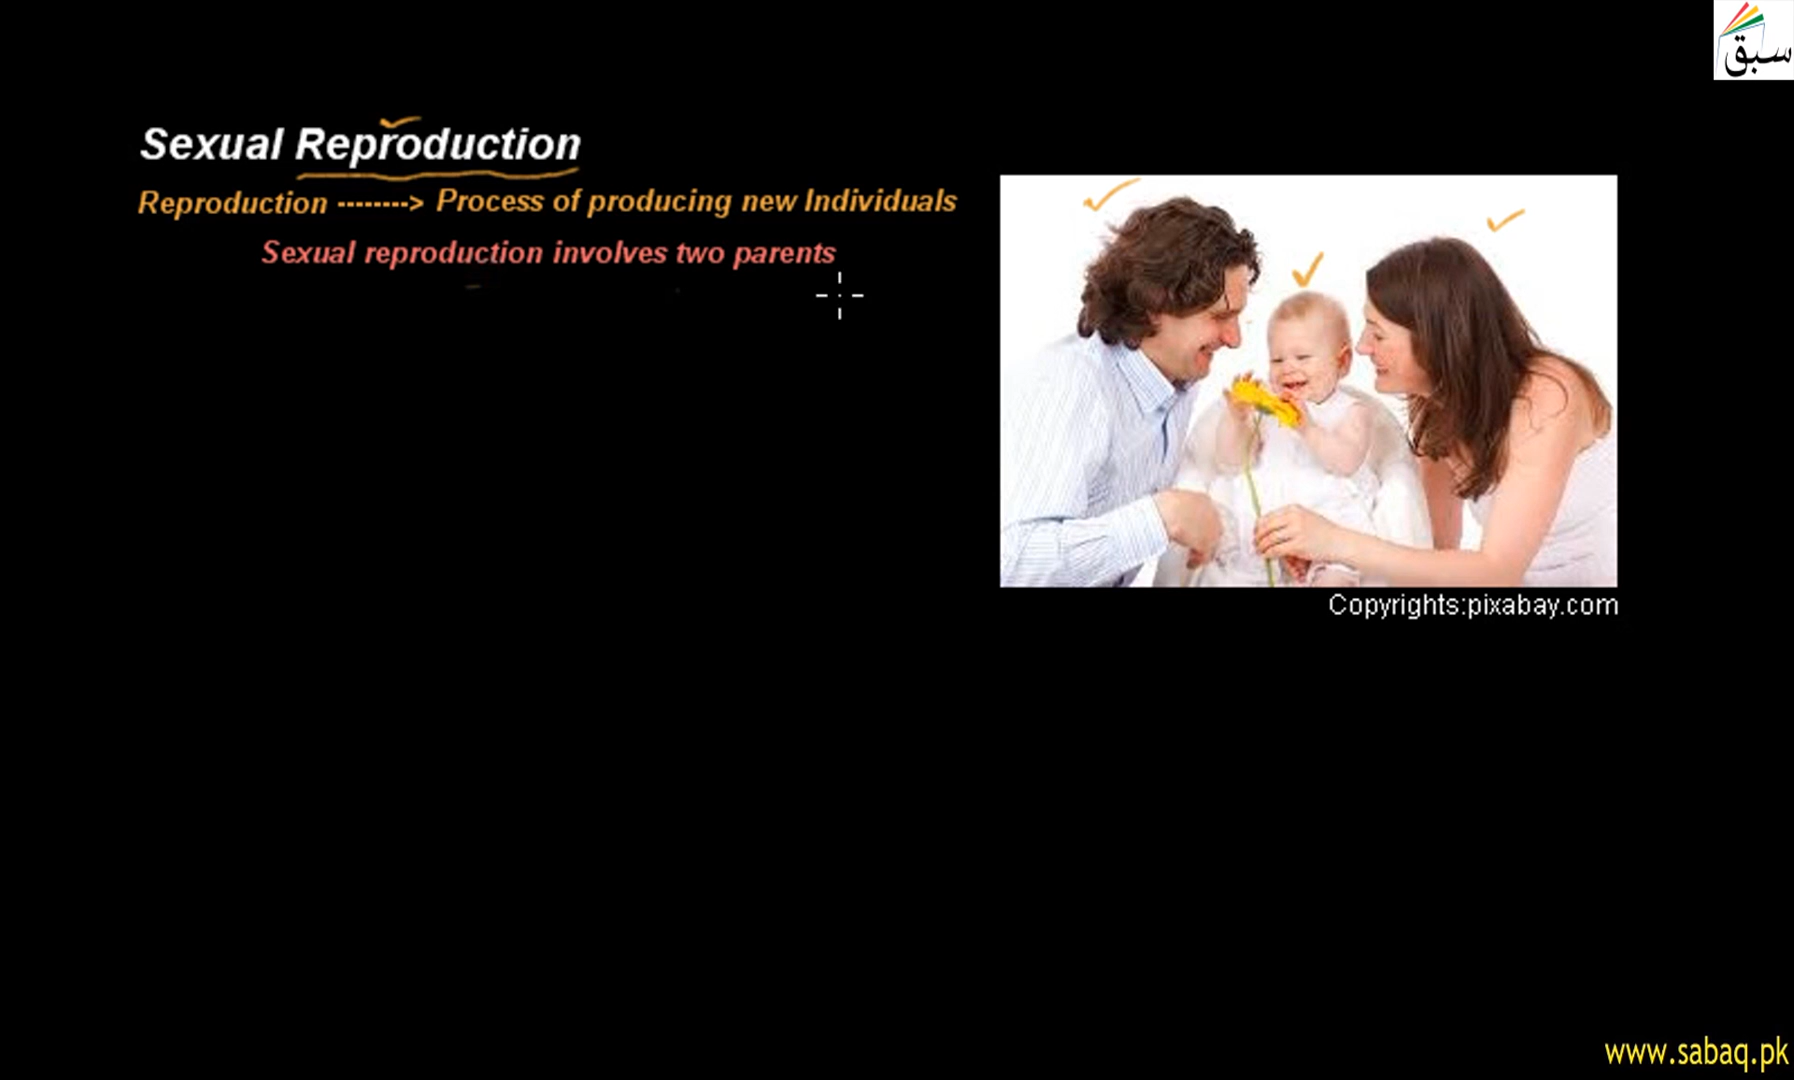 سبق
Sexual Reproduction
Reproduction --------> Process of producing new Individuals
Sexual reproduction involves two parents
Copyrights:pixabay.com
www.sabaq.pk